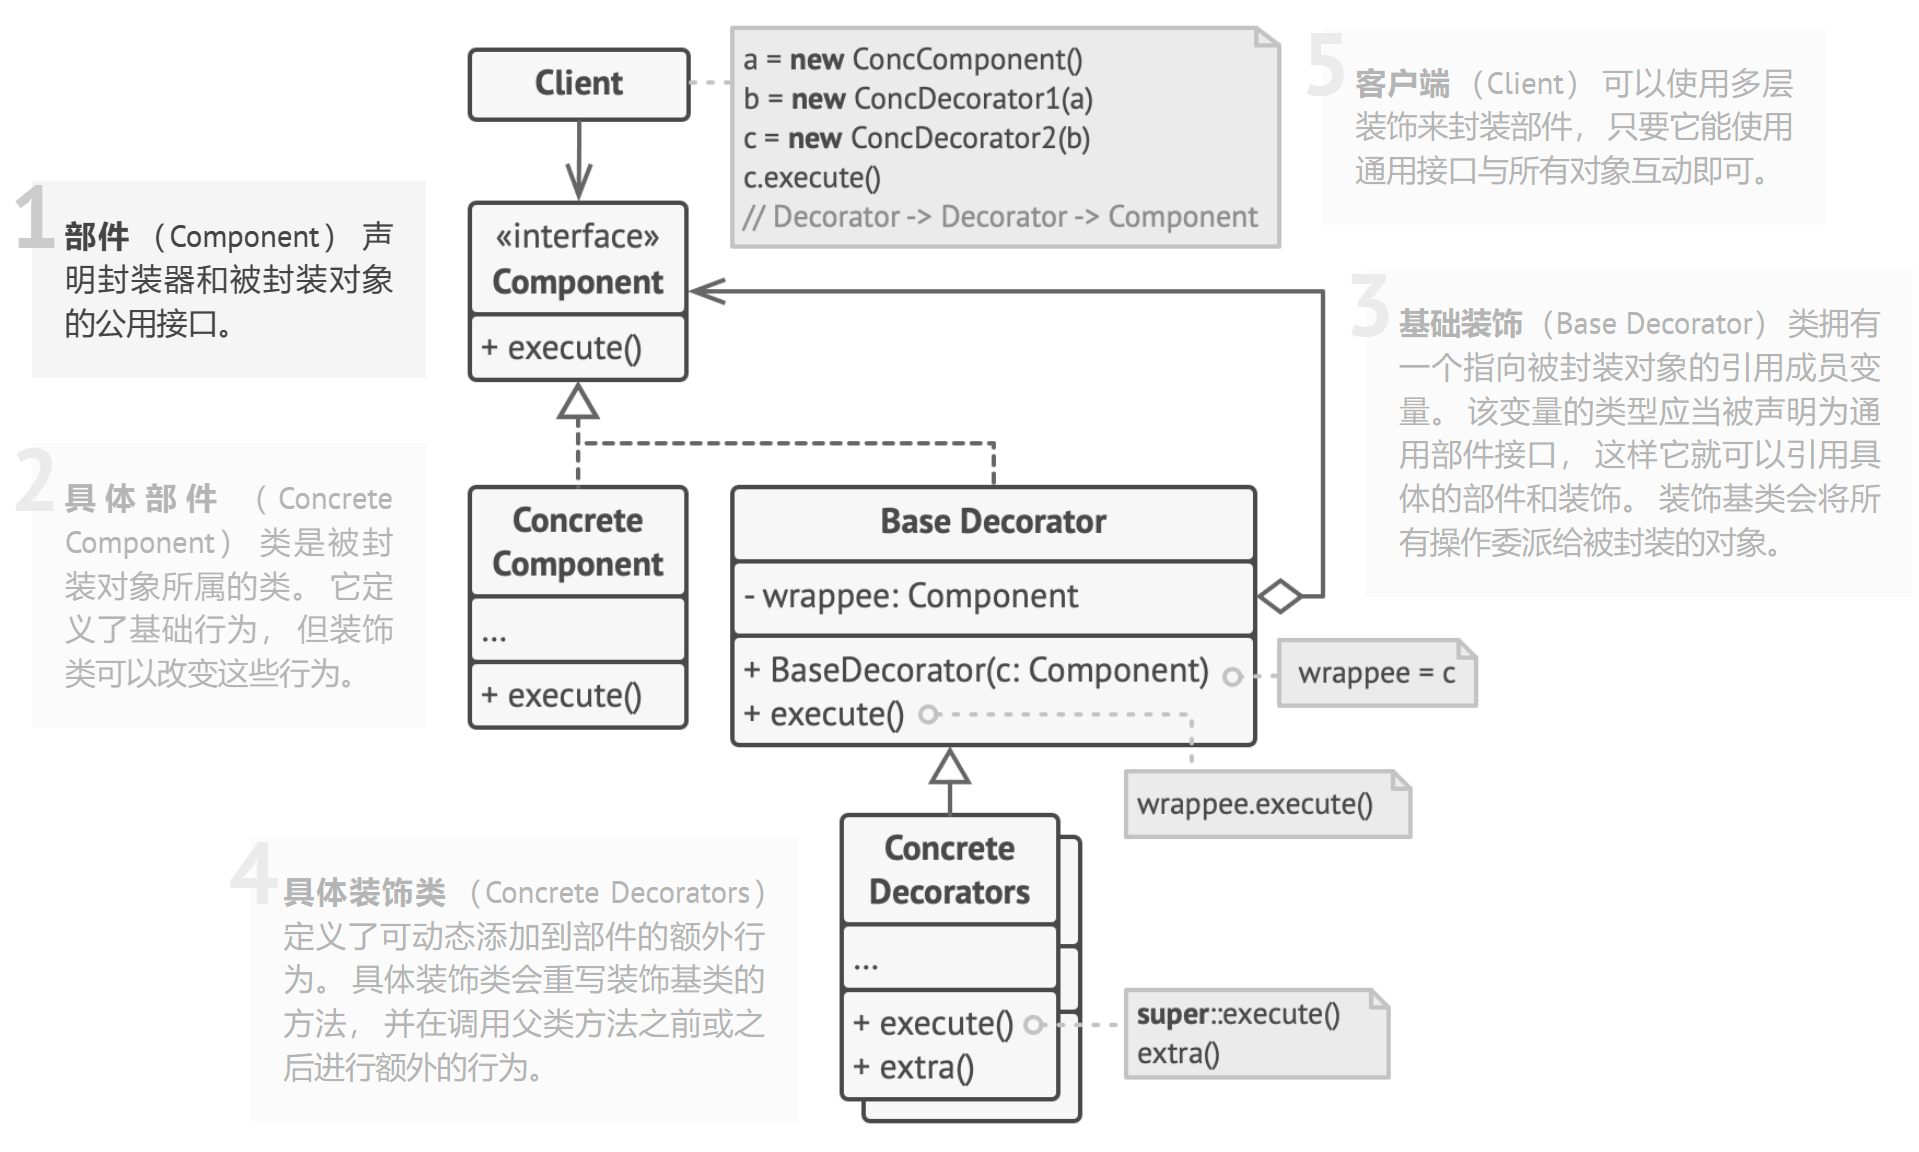 Client
a = new ConcComponent()
b = new ConcDecorator1(a)
c = new ConcDecorator2(b)
c.execute()
// Decorator -> Decorator -> Component
5
客户端 （Client） 可以使用多层
装饰来封装部件， 只要它能使用
通用接口与所有对象互动即可。
1
部件 （Component） 声
明封装器和被封装对象
的公用接口。
«interface»
Component
+ execute()
3
基础装饰 （Base Decorator） 类拥有
一个指向被封装对象的引用成员变
量。 该变量的类型应当被声明为通
用部件接口， 这样它就可以引用具
体的部件和装饰。 装饰基类会将所
有操作委派给被封装的对象。
2
具体部件 （Concrete
Component） 类是被封
装对象所属的类。 它定
义了基础行为， 但装饰
类可以改变这些行为。
Concrete
Component
...
+ execute()
Base Decorator
- wrappee: Component
+ BaseDecorator(c: Component)
+ execute()
wrappee = c
wrappee.execute()
4
具体装饰类 （Concrete Decorators）
定义了可动态添加到部件的额外行
为。 具体装饰类会重写装饰基类的
方法， 并在调用父类方法之前或之
后进行额外的行为。
Concrete
Decorators
...
+ execute()
+ extra()
super::execute()
extra()